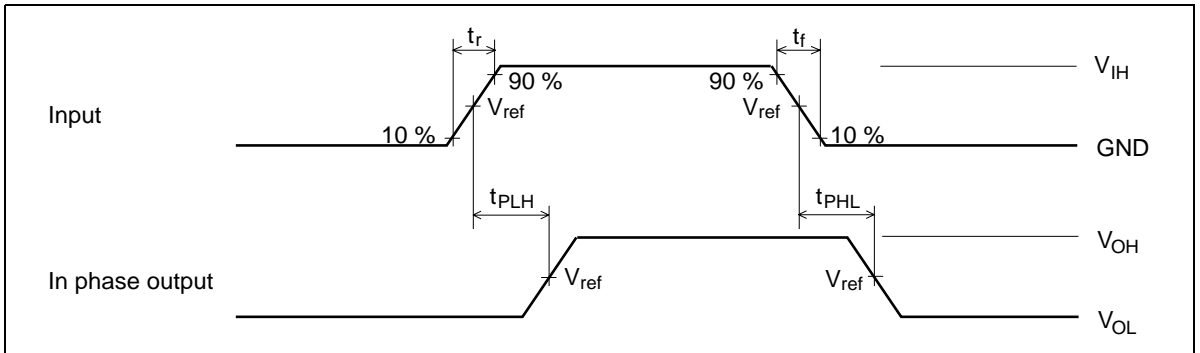 tr
tf
90 %
90 %
VIH
Input
Vref
Vref
10 %
10 %
GND
tPLH
tPHL
VOH
In phase output
Vref
Vref
VOL